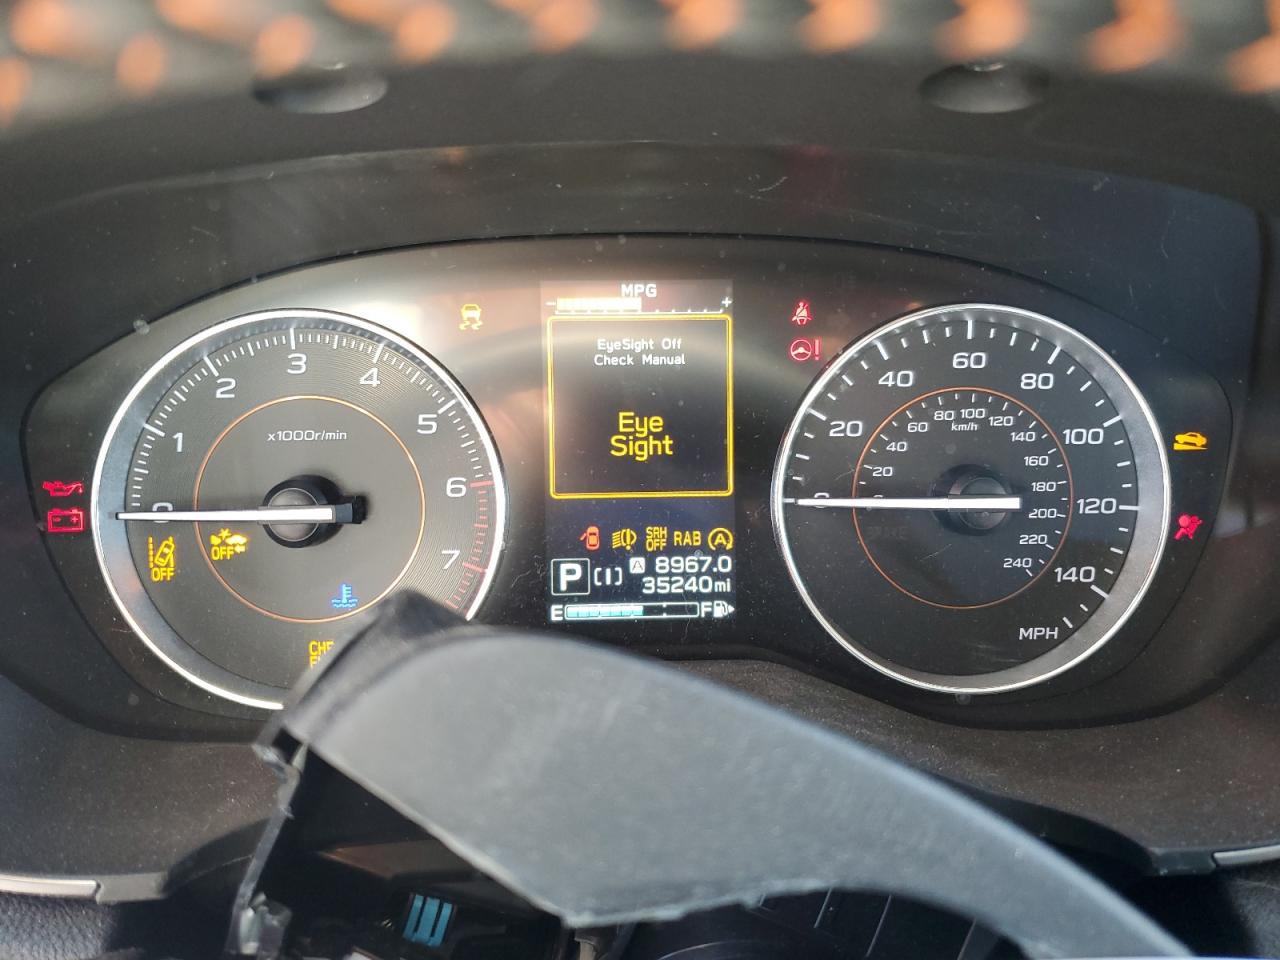 MPG
- +
EyeSight Off
Check Manual
Eye
Sight
SRH
OFF
RAB
A
A 8967.0
P
35240mi
E F
0
1
2
3
4
5
6
7
x1000r/min
OFF
OFF
20
40
60
80
100
120
140
MPH
20
40
60
80
100
120
140
160
180
200
220
240
km/h